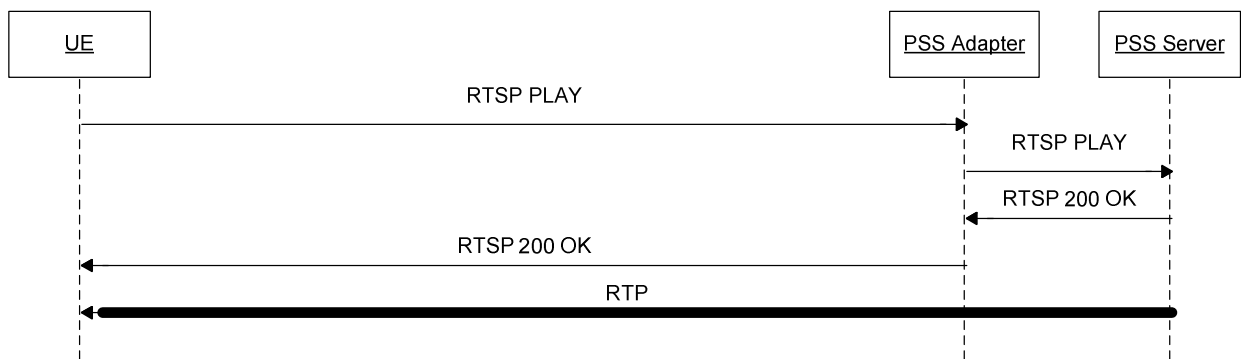 UE
PSS Adapter
PSS Server
RTSP PLAY
RTSP PLAY
RTSP 200 OK
RTSP 200 OK
RTP